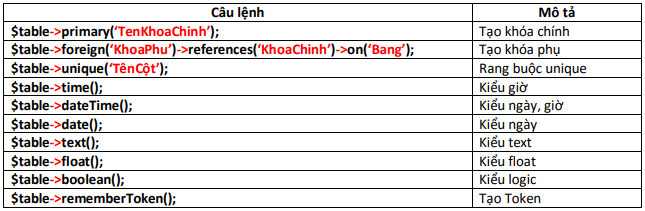 Câu lệnh Mô tả
$table->primary(‘TenKhoaChinh’); Tạo khóa chính
$table->foreign(‘KhoaPhu’)->references(‘KhoaChinh’)->on(‘Bang’); Tạo khóa phụ
$table->unique(‘TênCột’); Rang buộc unique
$table->time(); Kiểu giờ
$table->dateTime(); Kiểu ngày, giờ
$table->date(); Kiểu ngày
$table->text(); Kiểu text
$table->float(); Kiểu float
$table->boolean(); Kiểu logic
$table->rememberToken(); Tạo Token